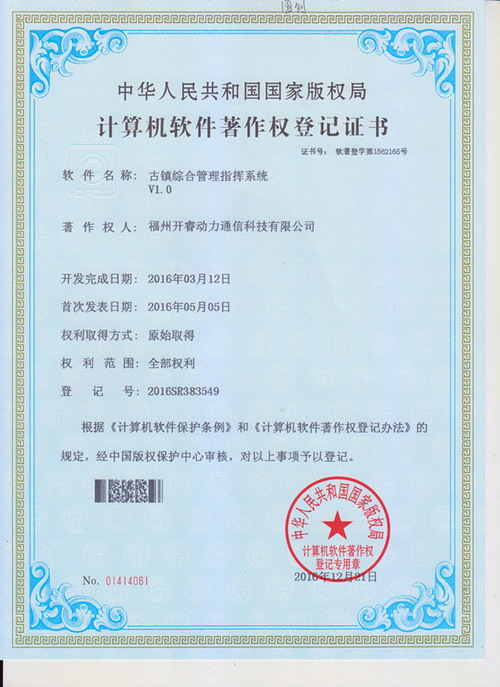 中华人民共和国国家版权局
计算机软件著作权登记证书
证书号: 软著登字第1562165号
软件名称: 古镇综合管理指挥系统
V1.0
著作权人: 福州开睿动力通信科技有限公司
开发完成日期: 2016年03月12日
首次发表日期: 2016年05月05日
权利取得方式: 原始取得
权利范围: 全部权利
登记号: 2016SR383549
根据《计算机软件保护条例》和《计算机软件著作权登记办法》的
规定，经中国版权保护中心审核，对以上事项予以登记。
中华人民共和国国家版权局
计算机软件著作权
登记专用章
2016年12月21日
No. 01414061